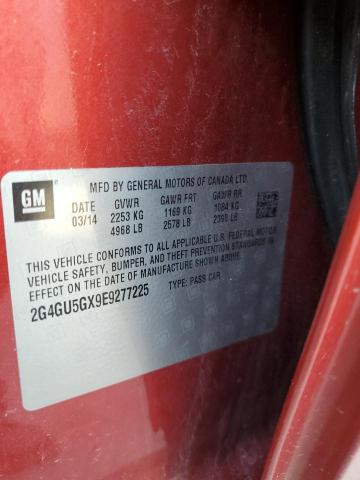 GM
MFD BY GENERAL MOTORS OF CANADA LTD.
DATE GVWR GAWR FRT GAWR RR
03/14 2253 KG 1169 KG 1084 KG
4968 LB 2578 LB 2390 LB
THIS VEHICLE CONFORMS TO ALL APPLICABLE U.S. FEDERAL MOTOR
VEHICLE SAFETY, BUMPER, AND THEFT PREVENTION STANDARDS IN
EFFECT ON THE DATE OF MANUFACTURE SHOWN ABOVE.
2G4GU5GX9E9277225 TYPE: PASS CAR